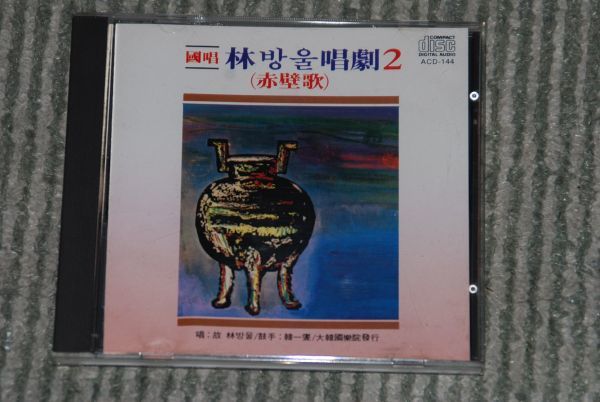 國唱 林방울唱劇2
(赤壁歌)
COMPACT
disc
DIGITAL AUDIO
ACD-144
唱:故 林방울/鼓手:韓一壽/大韓國樂院發行